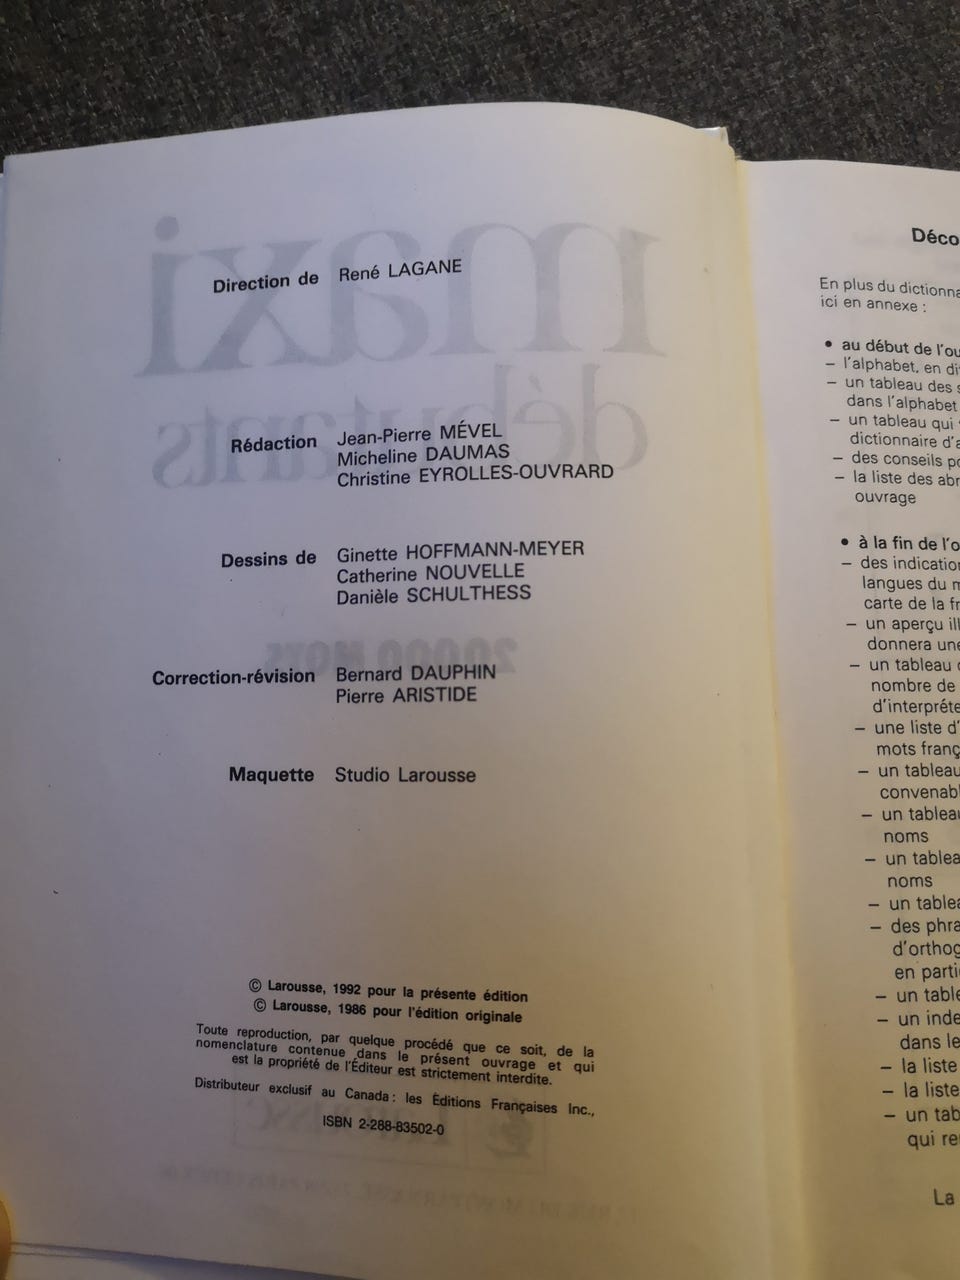 Direction de René LAGANE
Rédaction Jean-Pierre MÉVEL
Micheline DAUMAS
Christine EYROLLES-OUVRARD
Dessins de Ginette HOFFMANN-MEYER
Catherine NOUVELLE
Danièle SCHULTHESS
Correction-révision Bernard DAUPHIN
Pierre ARISTIDE
Maquette Studio Larousse
© Larousse, 1992 pour la présente édition
© Larousse, 1986 pour l'édition originale
Toute reproduction, par quelque procédé que ce soit, de la
nomenclature contenue dans le présent ouvrage et qui
est la propriété de l'Éditeur est strictement interdite.
Distributeur exclusif au Canada : les Éditions Françaises Inc.,
ISBN 2-288-83502-0
maxi
débutants
20000 MOTS
Déco
En plus du dictionna
ici en annexe :
• au début de l'ou
– l'alphabet, en di
– un tableau des s
dans l'alphabet
– un tableau qui
dictionnaire d'a
– des conseils po
– la liste des abr
ouvrage
• à la fin de l'o
– des indication
langues du m
carte de la fr
– un aperçu ill
donnera une
– un tableau
nombre de
d'interpréte
– une liste d'
mots franç
– un tableau
convenab
– un tableau
noms
– un tablea
noms
– un tablea
– des phra
d'orthog
en parti
– un table
– un inde
dans le
– la liste
– la liste
– un tab
qui re
La